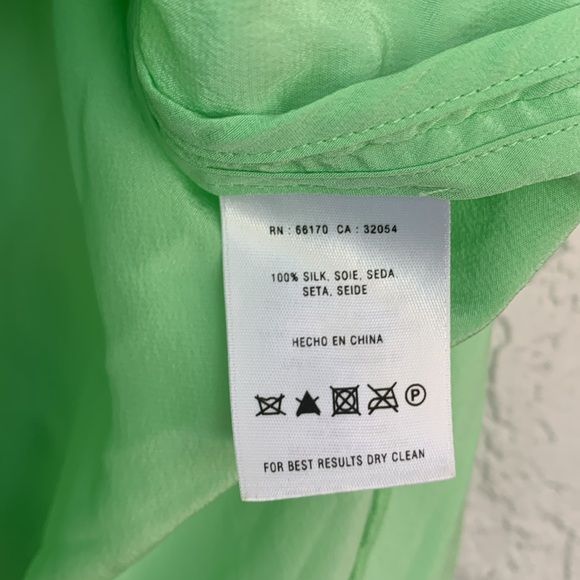 RN : 66170 CA : 32054
100% SILK, SOIE, SEDA
SETA, SEIDE
HECHO EN CHINA
P
FOR BEST RESULTS DRY CLEAN